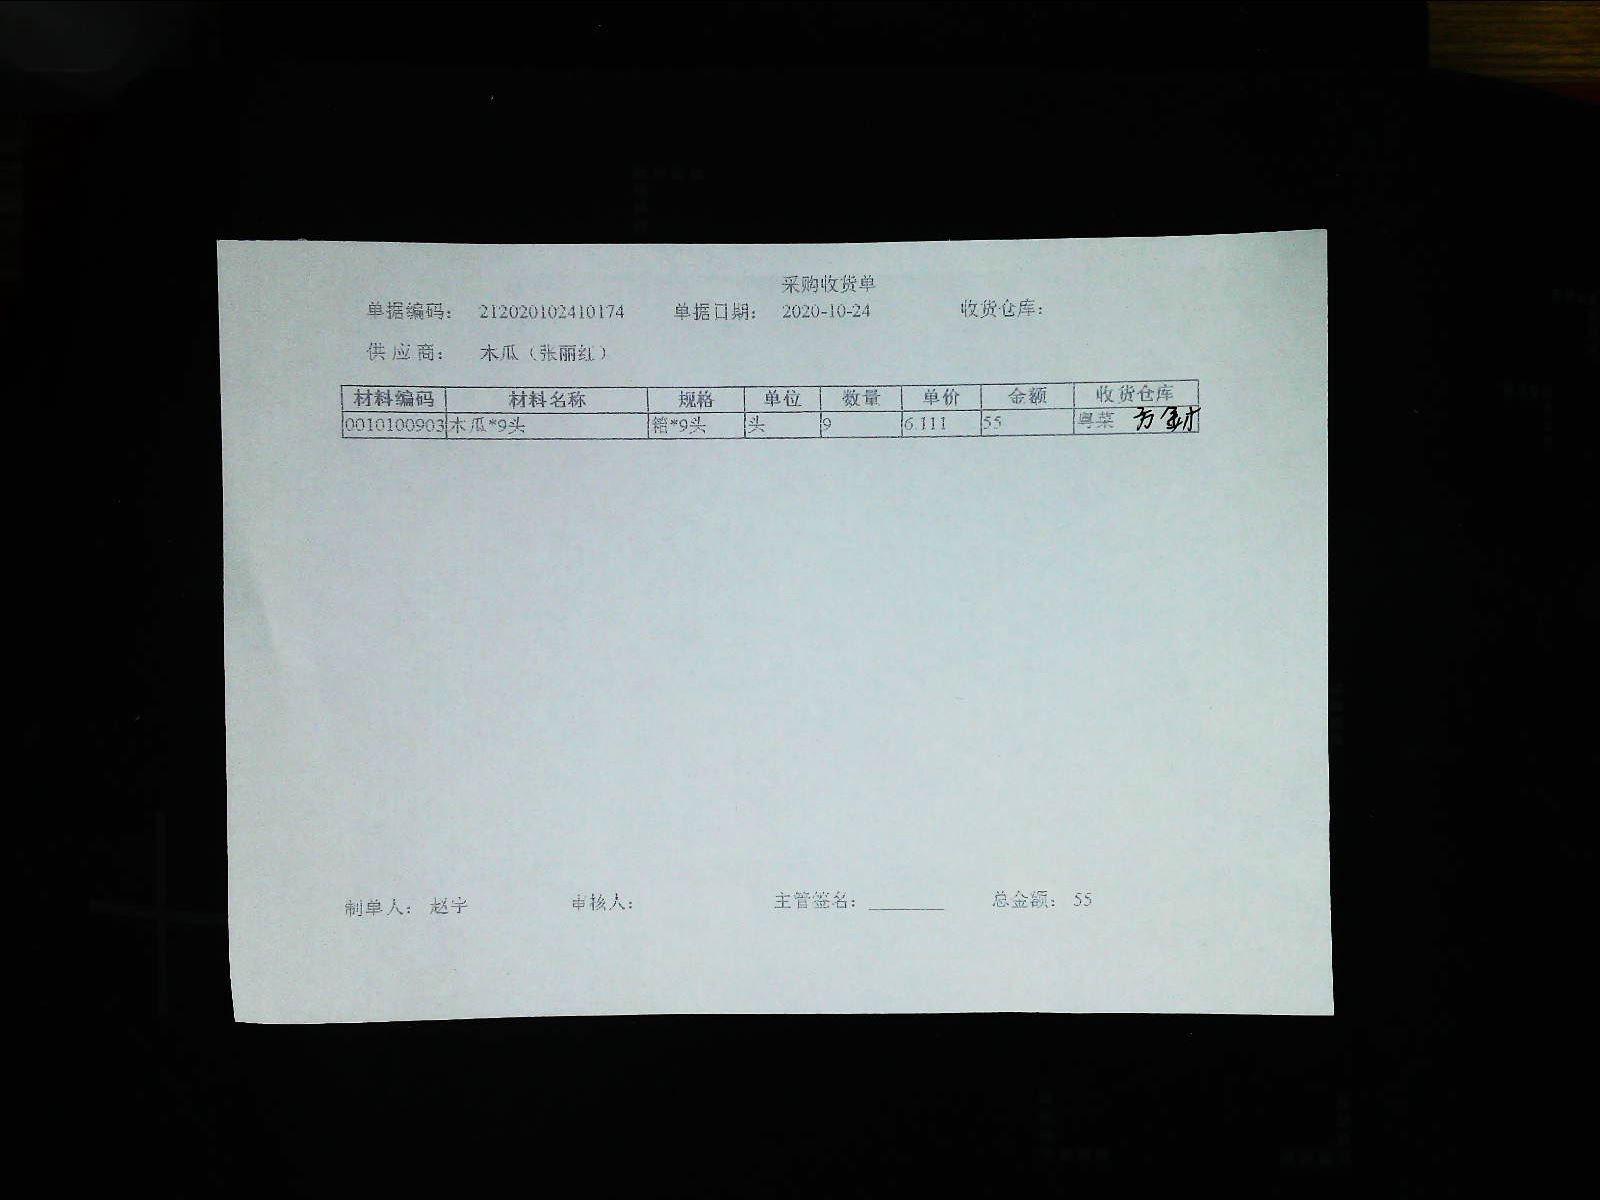 采购收货单
单据编码: 212020102410174 单据日期: 2020-10-24 收货仓库:
供应商: 木瓜（张丽红）
材料编码 材料名称 规格 单位 数量 单价 金额 收货仓库
0010100903 木瓜*9头 箱*9头 头 9 6.111 55 粤菜
制单人: 赵宇 审核人: 主管签名: ________ 总金额: 55